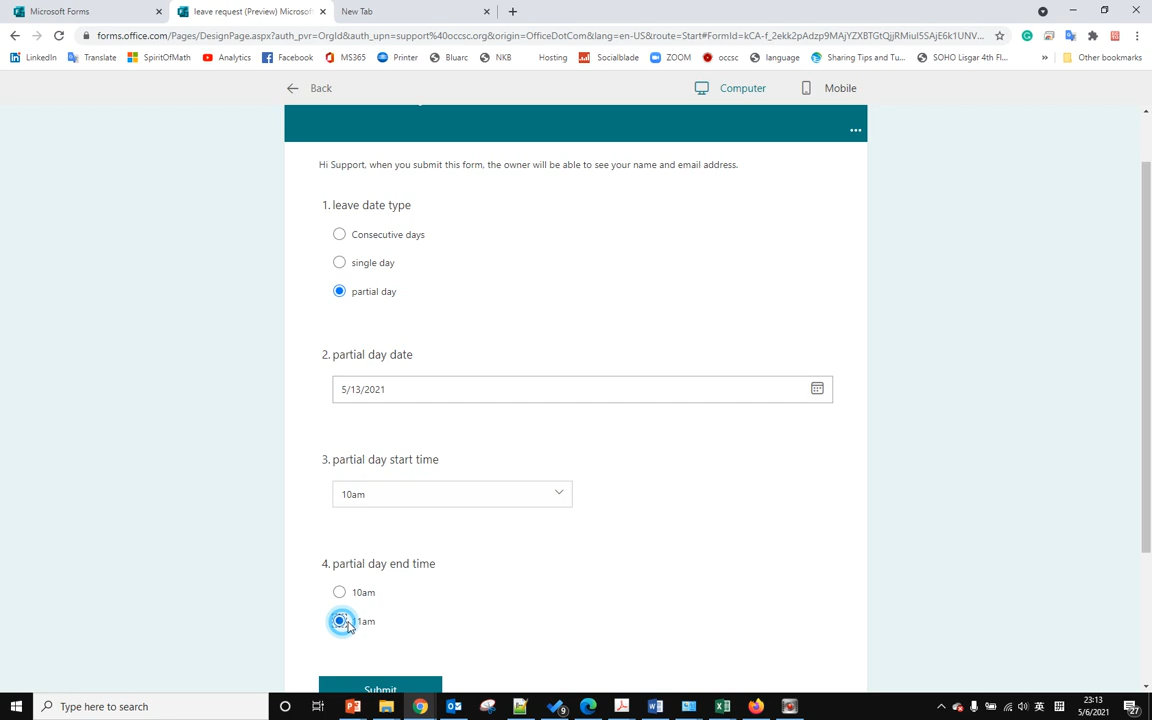 Microsoft Forms
leave request (Preview) Microsof
New Tab
forms.office.com/Pages/DesignPage.aspx?auth_pvr=OrgId&auth_upn=support%40occsc.org&origin=OfficeDotCom&lang=en-US&route=Start#FormId=
LinkedIn Translate SpiritOfMath Analytics Facebook MS365 Printer Bluarc NKB Hosting Socialblade ZOOM occsc language Sharing Tips and Tu... SOHO Lisgar 4th Fl... » Other bookmarks
Back
Computer
Mobile
...
Hi Support, when you submit this form, the owner will be able to see your name and email address.
1. leave date type
Consecutive days
single day
partial day
2. partial day date
5/13/2021
3. partial day start time
10am
4. partial day end time
10am
11am
Submit
Type here to search
9
英
23:13
5/6/2021
27